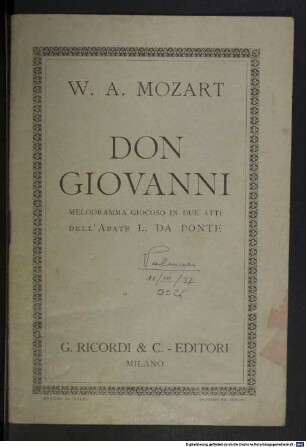 W. A. MOZART
DON
GIOVANNI
MELODRAMMA GIOCOSO IN DUE ATTI
DELL'ABATE L. DA PONTE
G. RICORDI & C. - EDITORI
MILANO